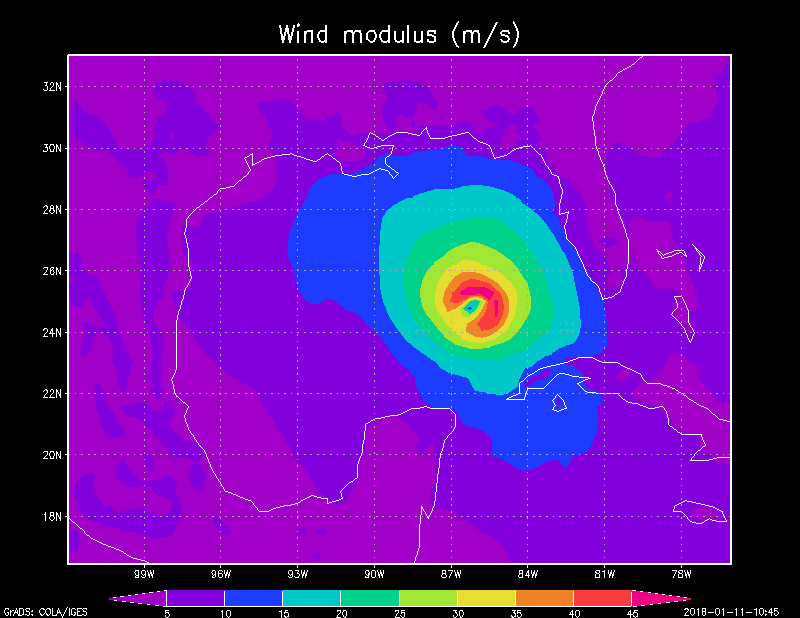 Wind modulus (m/s)
32N
30N
28N
26N
24N
22N
20N
18N
99W 96W 93W 90W 87W 84W 81W 78W
5 10 15 20 25 30 35 40 45
GrADS: COLA/IGES 2018-01-11-10:45